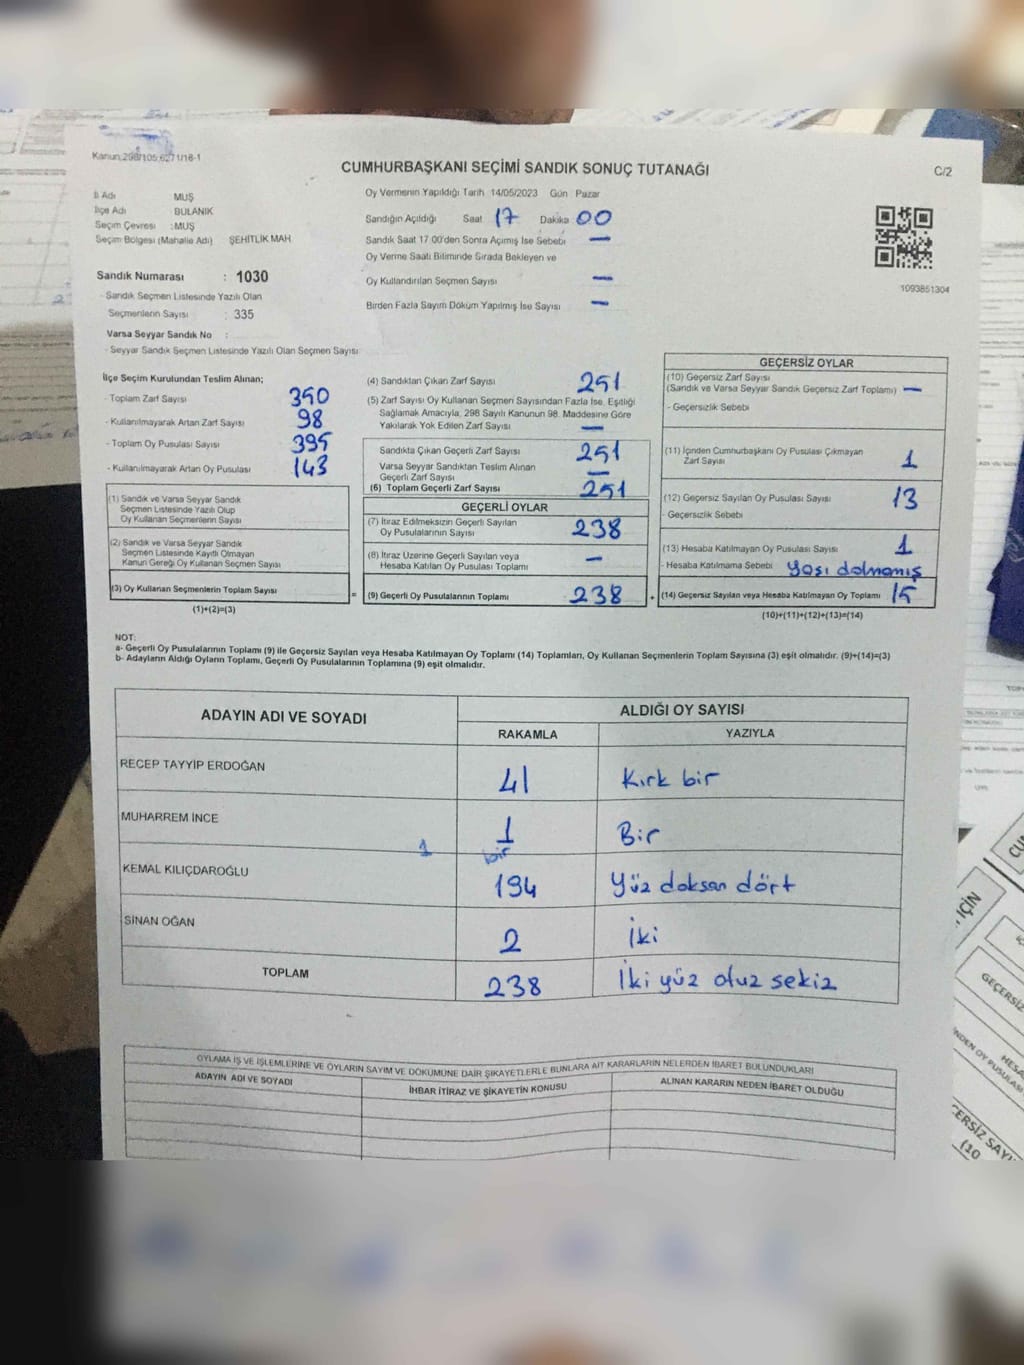 Kanun:298/105,6271/18-1
CUMHURBAŞKANI SEÇİMİ SANDIK SONUÇ TUTANAĞI
C/2
İl Adı MUŞ
İlçe Adı BULANIK
Seçim Çevresi :MUŞ
Seçim Bölgesi (Mahalle Adı) ŞEHİTLİK MAH
Oy Vermenin Yapıldığı Tarih 14/05/2023 Gün Pazar
Sandığın Açıldığı Saat 17 Dakika 00
Sandık Saat 17 00'den Sonra Açımış İse Sebebi —
Oy Verme Saati Bitiminde Sırada Bekleyen ve
Oy Kullandırılan Seçmen Sayısı —
Birden Fazla Sayım Döküm Yapılmış İse Sayısı —
1093851304
Sandık Numarası : 1030
- Sandık Seçmen Listesinde Yazılı Olan
Seçmenlerin Sayısı : 335
Varsa Seyyar Sandık No :
- Seyyar Sandık Seçmen Listesinde Yazılı Olan Seçmen Sayısı
İlçe Seçim Kurulundan Teslim Alınan;
- Toplam Zarf Sayısı 350
- Kullanılmayarak Artan Zarf Sayısı 98
- Toplam Oy Pusulası Sayısı 395
- Kullanılmayarak Artan Oy Pusulası 143
(1) Sandık ve Varsa Seyyar Sandık
Seçmen Listesinde Yazılı Olup
Oy Kullanan Seçmenlerin Sayısı
(2) Sandık ve Varsa Seyyar Sandık
Seçmen Listesinde Kayıtlı Olmayan
Kanun Gereği Oy Kullanan Seçmen Sayısı
(3) Oy Kullanan Seçmenlerin Toplam Sayısı =
(1)+(2)=(3)
(4) Sandıktan Çıkan Zarf Sayısı 251
(5) Zarf Sayısı Oy Kullanan Seçmen Sayısından Fazla İse, Eşitliği
Sağlamak Amacıyla, 298 Sayılı Kanunun 98. Maddesine Göre
Yakılarak Yok Edilen Zarf Sayısı —
Sandıkta Çıkan Geçerli Zarf Sayısı 251
Varsa Seyyar Sandıktan Teslim Alınan
Geçerli Zarf Sayısı —
(6) Toplam Geçerli Zarf Sayısı 251
GEÇERLİ OYLAR
(7) İtiraz Edilmeksizin Geçerli Sayılan
Oy Pusulalarının Sayısı 238
(8) İtiraz Üzerine Geçerli Sayılan veya
Hesaba Katılan Oy Pusulası Toplamı —
(9) Geçerli Oy Pusulalarının Toplamı 238 +
GEÇERSİZ OYLAR
(10) Geçersiz Zarf Sayısı
(Sandık ve Varsa Seyyar Sandık Geçersiz Zarf Toplamı) —
- Geçersizlik Sebebi
(11) İçinden Cumhurbaşkanı Oy Pusulası Çıkmayan
Zarf Sayısı 1
(12) Geçersiz Sayılan Oy Pusulası Sayısı 13
- Geçersizlik Sebebi
(13) Hesaba Katılmayan Oy Pusulası Sayısı 1
- Hesaba Katılmama Sebebi Yaşı dolmamış
(14) Geçersiz Sayılan veya Hesaba Katılmayan Oy Toplamı 15
(10)+(11)+(12)+(13)=(14)
NOT:
a- Geçerli Oy Pusulalarının Toplamı (9) ile Geçersiz Sayılan veya Hesaba Katılmayan Oy Toplamı (14) Toplamları, Oy Kullanan Seçmenlerin Toplam Sayısına (3) eşit olmalıdır. (9)+(14)=(3)
b- Adayların Aldığı Oyların Toplamı, Geçerli Oy Pusulalarının Toplamına (9) eşit olmalıdır.
ADAYIN ADI VE SOYADI
ALDIĞI OY SAYISI
RAKAMLA YAZIYLA
RECEP TAYYİP ERDOĞAN 41 Kırk bir
MUHARREM İNCE 1 Bir
1 bir
KEMAL KILIÇDAROĞLU 194 Yüz doksan dört
SİNAN OĞAN 2 İki
TOPLAM 238 İki yüz otuz sekiz
OYLAMA İŞ VE İŞLEMLERİNE VE OYLARIN SAYIM VE DÖKÜMÜNE DAİR ŞİKAYETLERLE BUNLARA AİT KARARLARIN NELERDEN İBARET BULUNDUKLARI
ADAYIN ADI VE SOYADI
İHBAR İTİRAZ VE ŞİKAYETİN KONUSU
ALINAN KARARIN NEDEN İBARET OLDUĞU
İÇİN
GEÇERSİZ